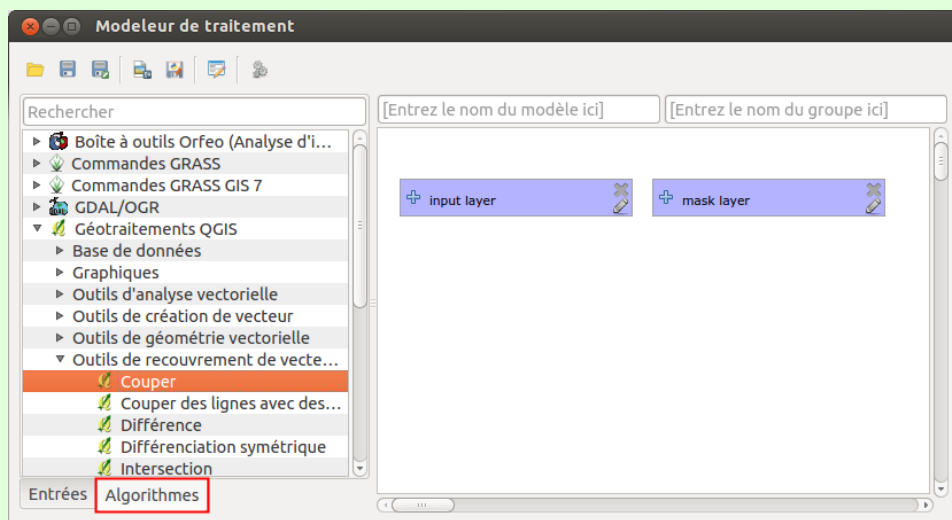 Modeleur de traitement
Rechercher
[Entrez le nom du modèle ici]
[Entrez le nom du groupe ici]
Boîte à outils Orfeo (Analyse d'i...
Commandes GRASS
Commandes GRASS GIS 7
GDAL/OGR
Géotraitements QGIS
Base de données
Graphiques
Outils d'analyse vectorielle
Outils de création de vecteur
Outils de géométrie vectorielle
Outils de recouvrement de vecte...
Couper
Couper des lignes avec des...
Différence
Différenciation symétrique
Intersection
input layer
mask layer
Entrées
Algorithmes